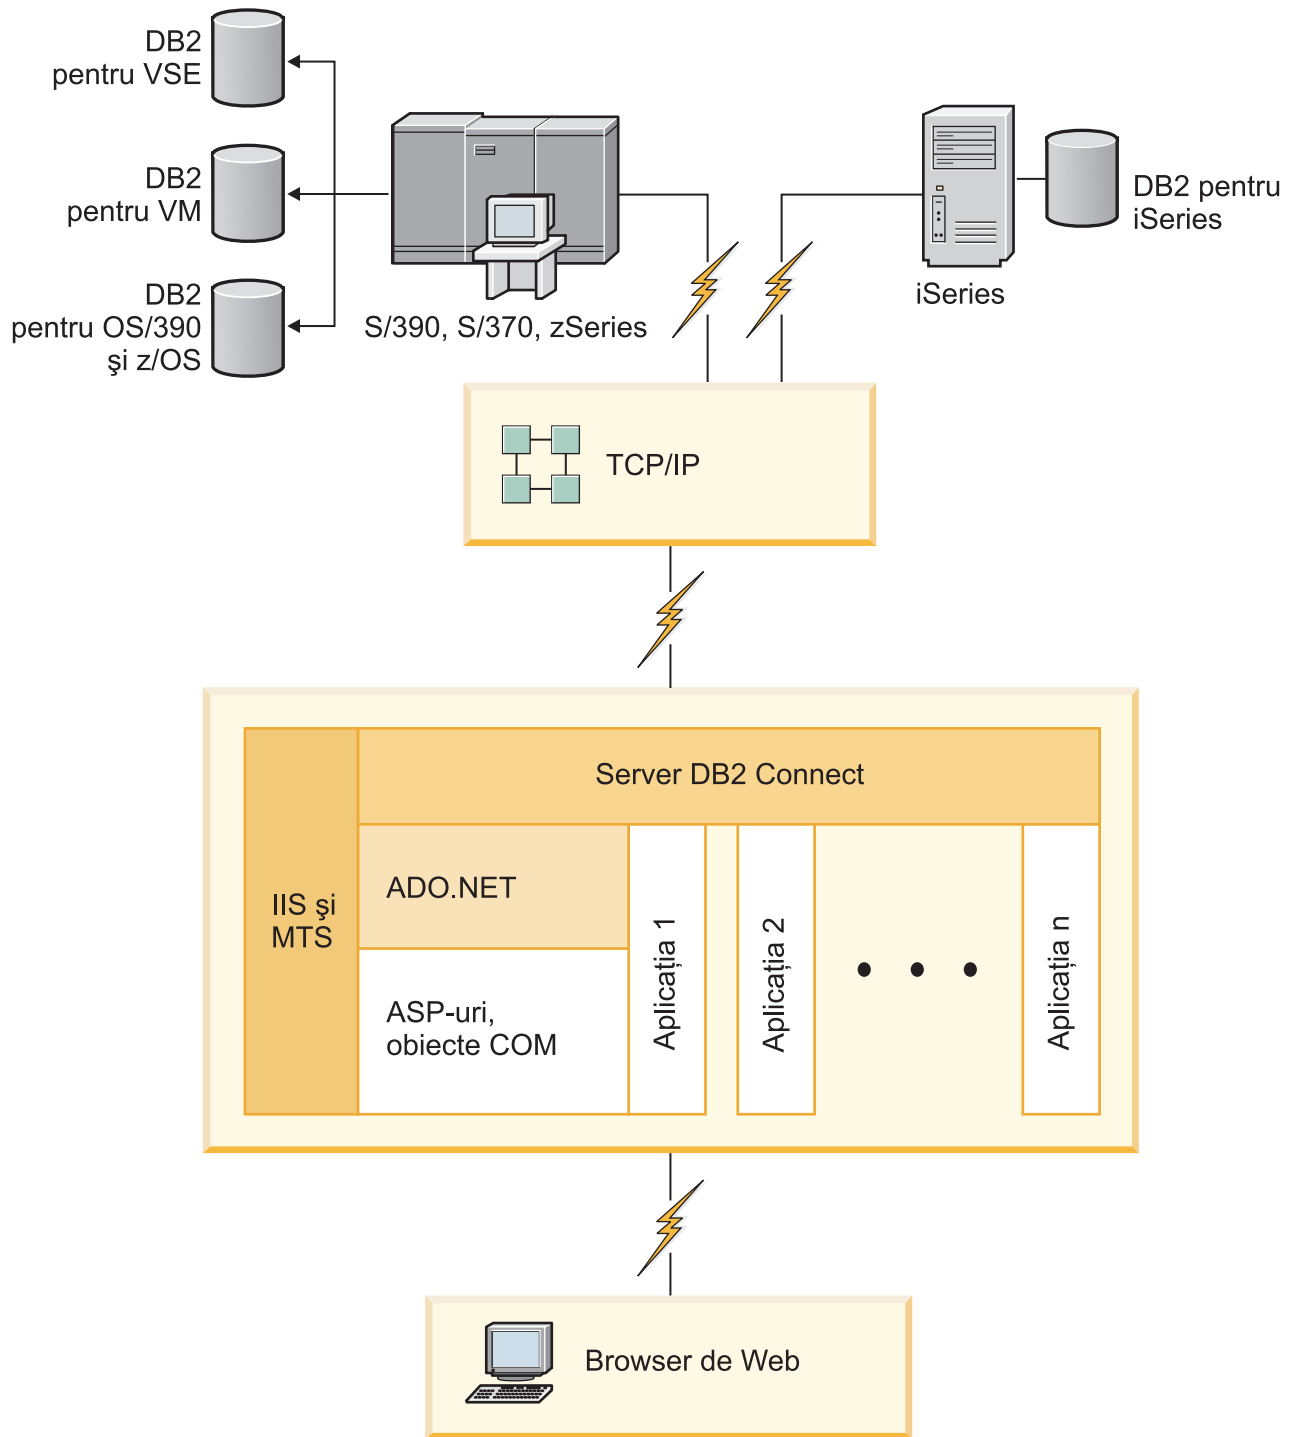 DB2
pentru VSE
DB2
pentru VM
DB2
pentru OS/390
şi z/OS
S/390, S/370, zSeries
iSeries
DB2 pentru
iSeries
TCP/IP
Server DB2 Connect
IIS şi
MTS
ADO.NET
ASP-uri,
obiecte COM
Aplicaţia 1
Aplicaţia 2
Aplicaţia n
Browser de Web